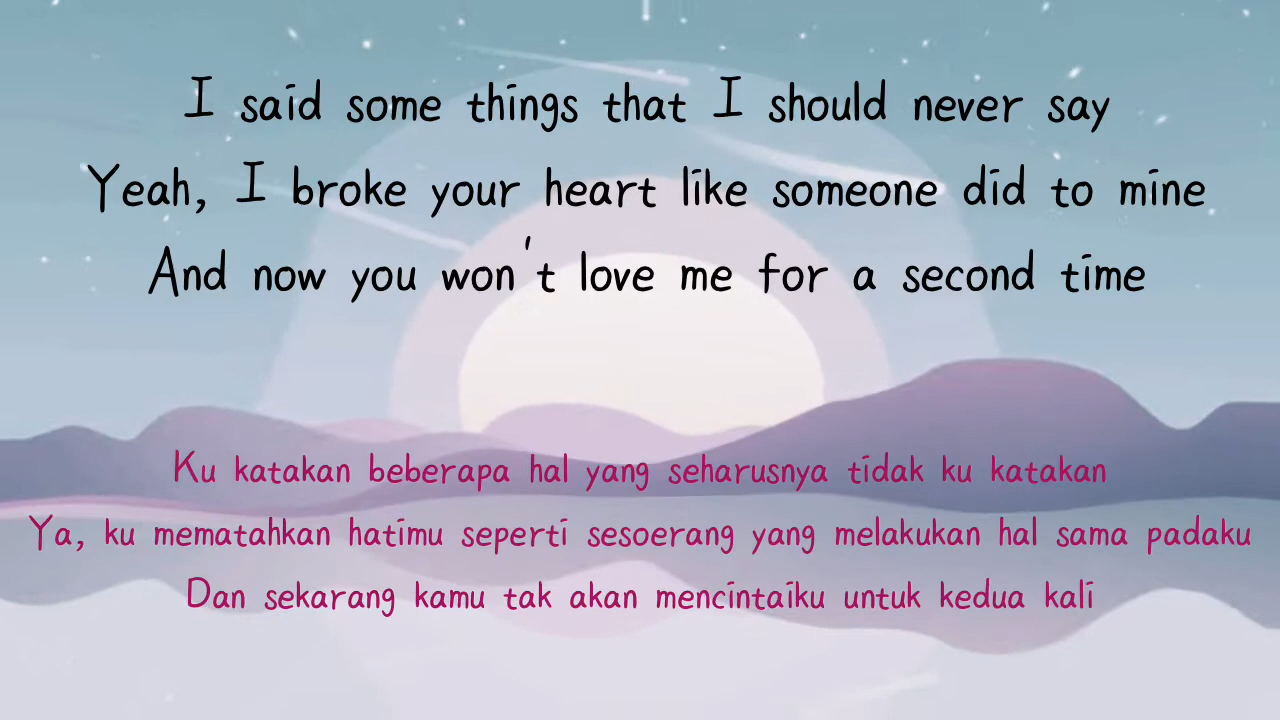 I said some things that I should never say
Yeah, I broke your heart like someone did to mine
And now you won't love me for a second time
Ku katakan beberapa hal yang seharusnya tidak ku katakan
Ya, ku mematahkan hatimu seperti sesoerang yang melakukan hal sama padaku
Dan sekarang kamu tak akan mencintaiku untuk kedua kali